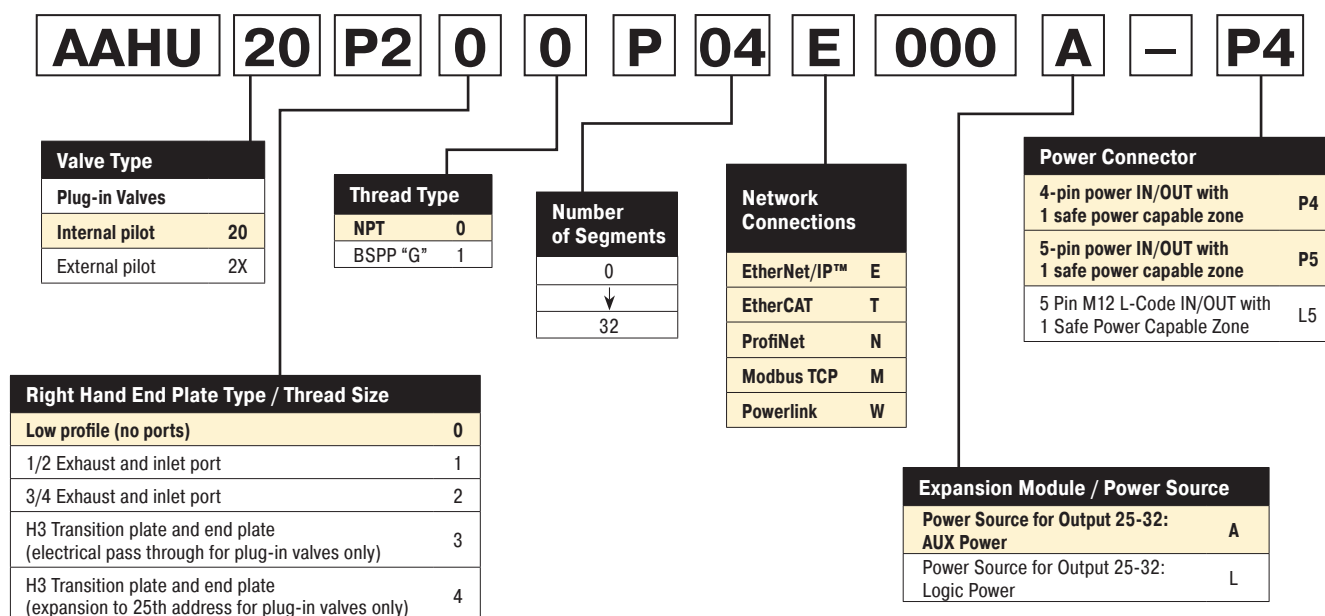 AAHU 20 P2 0 0 P 04 E 000 A – P4
Valve Type
Plug-in Valves
Internal pilot 20
External pilot 2X
Thread Type
NPT 0
BSPP “G” 1
Number
of Segments
0
32
Network
Connections
EtherNet/IP™ E
EtherCAT T
ProfiNet N
Modbus TCP M
Powerlink W
Power Connector
4-pin power IN/OUT with
1 safe power capable zone P4
5-pin power IN/OUT with
1 safe power capable zone P5
5 Pin M12 L-Code IN/OUT with
1 Safe Power Capable Zone L5
Right Hand End Plate Type / Thread Size
Low profile (no ports) 0
1/2 Exhaust and inlet port 1
3/4 Exhaust and inlet port 2
H3 Transition plate and end plate
(electrical pass through for plug-in valves only) 3
H3 Transition plate and end plate
(expansion to 25th address for plug-in valves only) 4
Expansion Module / Power Source
Power Source for Output 25-32:
AUX Power A
Power Source for Output 25-32:
Logic Power L